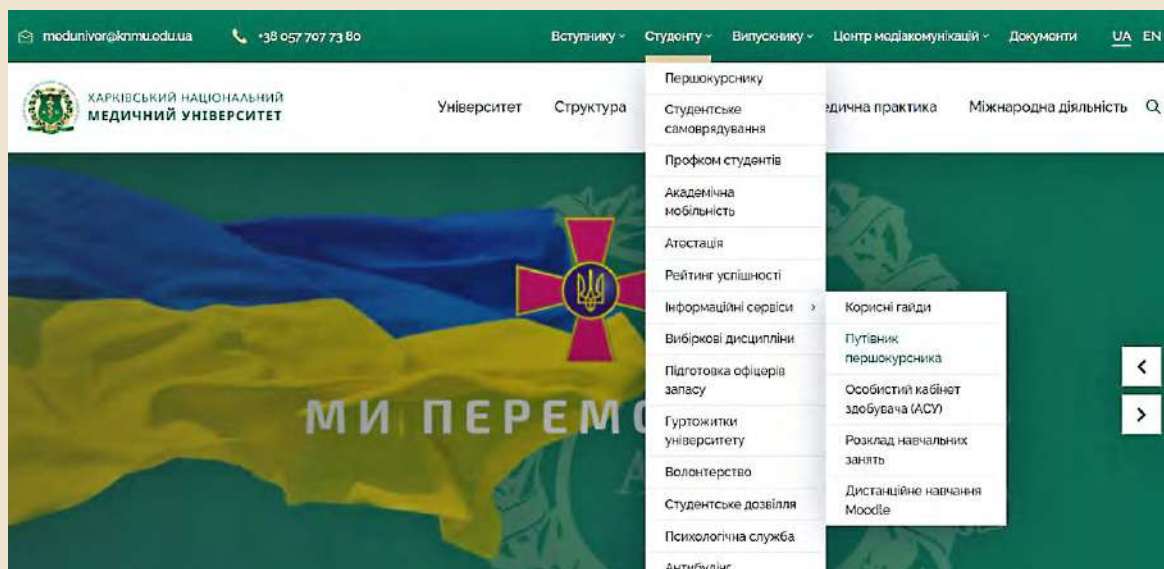 meduniver@knmu.edu.ua +38 057 707 73 80 Вступнику Студенту Випускнику Центр медіакомунікацій Документи UA EN
ХАРКІВСЬКИЙ НАЦІОНАЛЬНИЙ
МЕДИЧНИЙ УНІВЕРСИТЕТ
Університет Структура дична практика Міжнародна діяльність
Першокурснику
Студентське
самоврядування
Профком студентів
Академічна
мобільність
Атестація
Рейтинг успішності
Інформаційні сервіси
Вибіркові дисципліни
Підготовка офіцерів
запасу
Гуртожитки
університету
Волонтерство
Студентське дозвілля
Психологічна служба
Антибулінг
Корисні гайди
Путівник
першокурсника
Особистий кабінет
здобувача (АСУ)
Розклад навчальних
занять
Дистанційне навчання
Moodle
МИ ПЕРЕМО